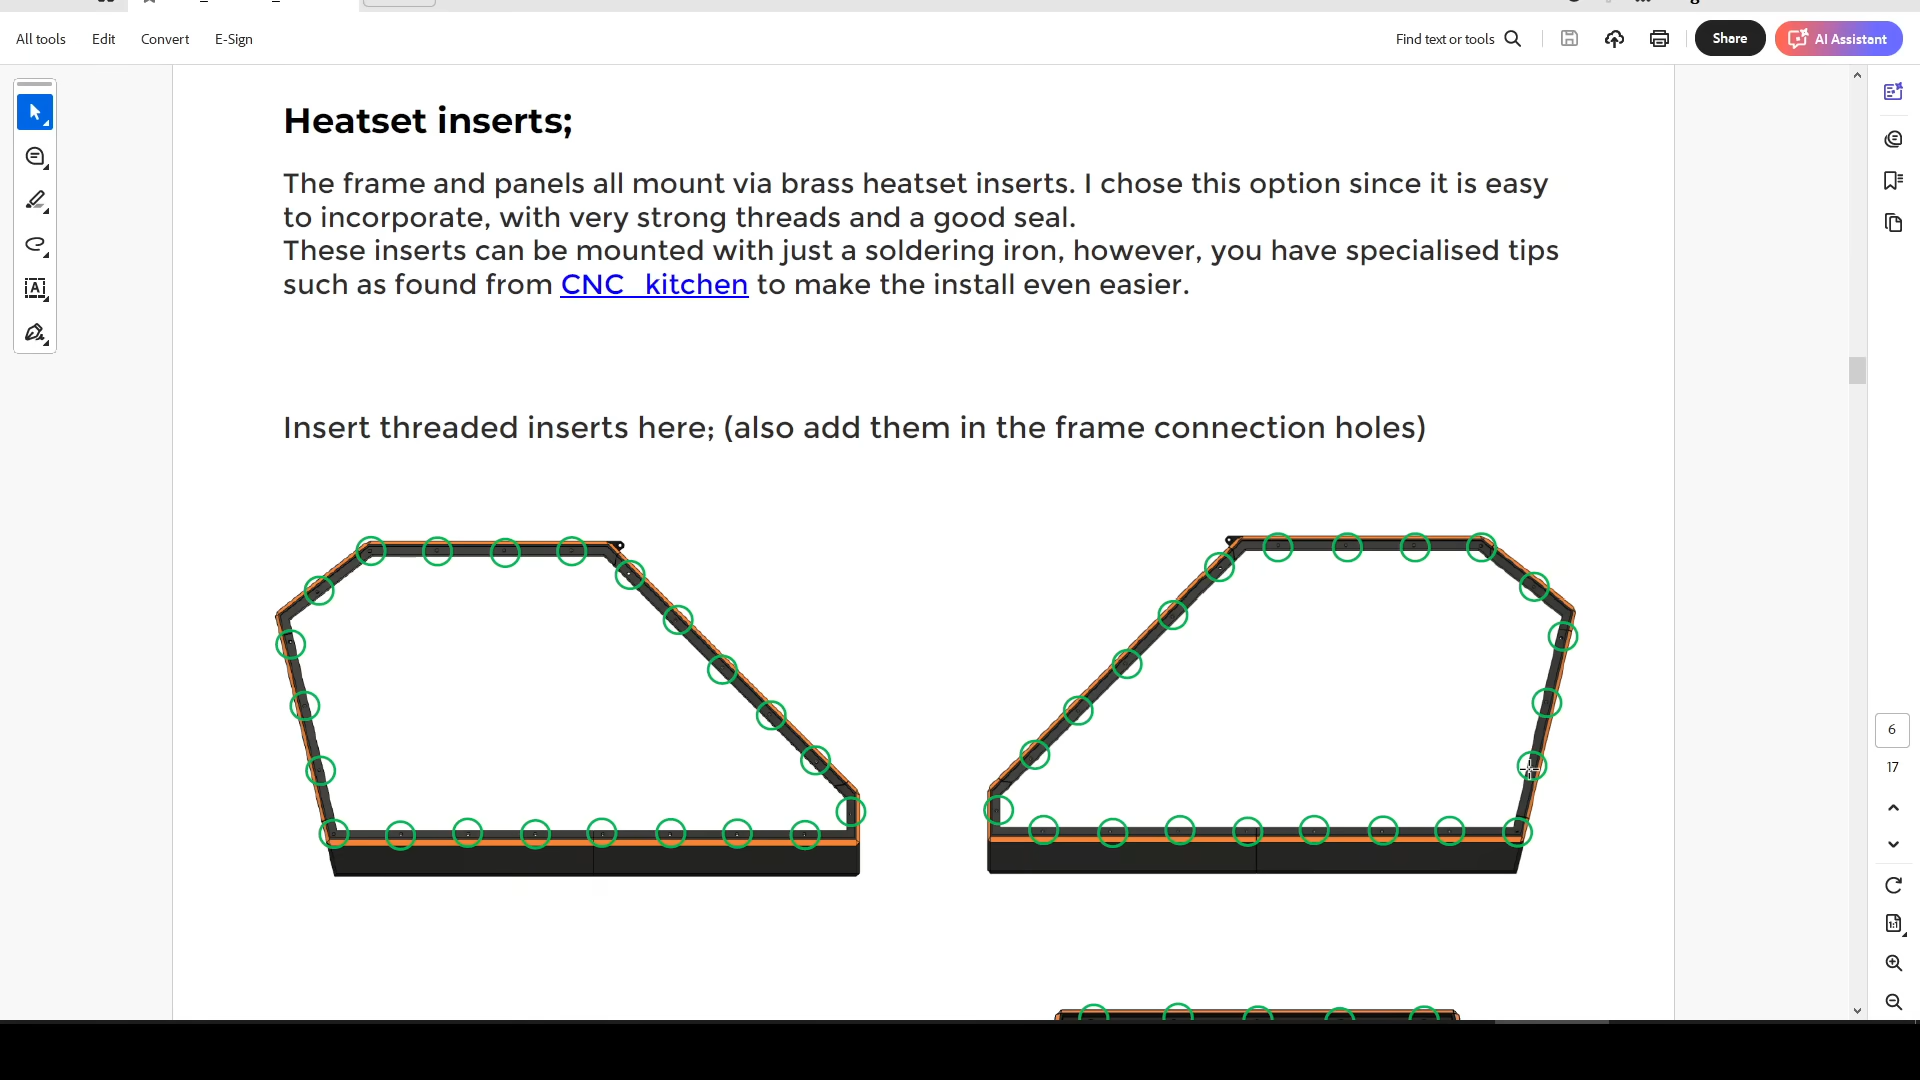 All tools Edit Convert E-Sign Find text or tools Share AI Assistant
Heatset inserts;
The frame and panels all mount via brass heatset inserts. I chose this option since it is easy
to incorporate, with very strong threads and a good seal.
These inserts can be mounted with just a soldering iron, however, you have specialised tips
such as found from CNC kitchen to make the install even easier.
Insert threaded inserts here; (also add them in the frame connection holes)
6
17